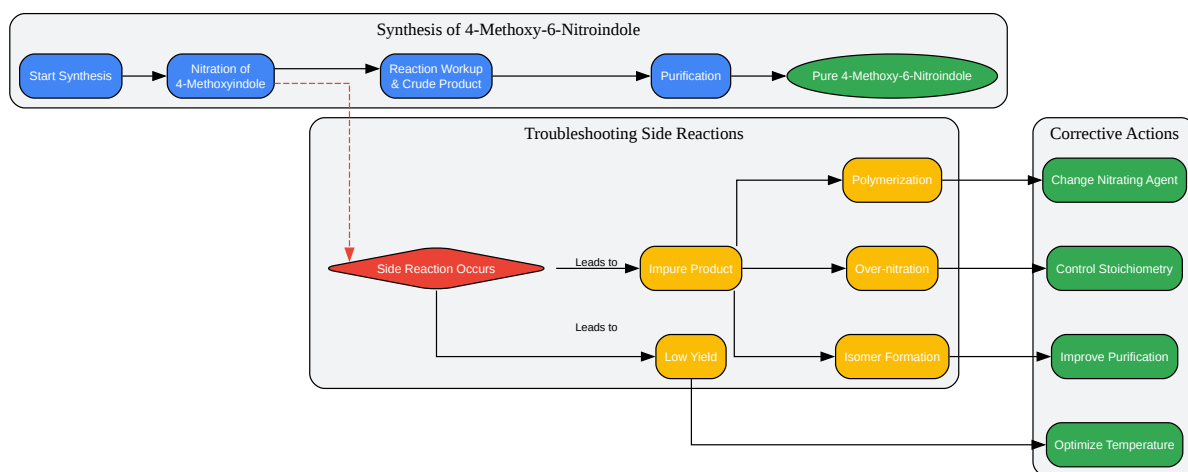 Synthesis of 4-Methoxy-6-Nitroindole
Start Synthesis
Nitration of
4-Methoxyindole
Reaction Workup
& Crude Product
Purification
Pure 4-Methoxy-6-Nitroindole
Troubleshooting Side Reactions
Corrective Actions
Polymerization
Change Nitrating Agent
Side Reaction Occurs
Leads to
Impure Product
Over-nitration
Control Stoichiometry
Leads to
Low Yield
Isomer Formation
Improve Purification
Optimize Temperature